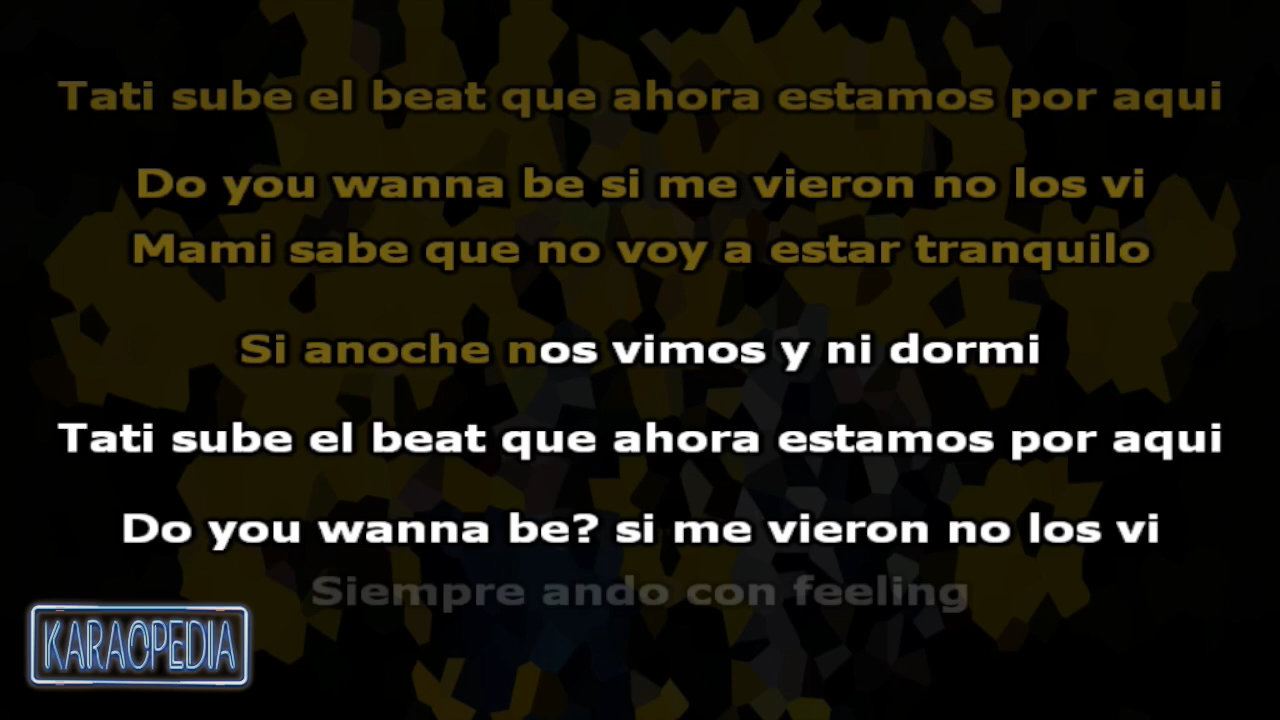 Tati sube el beat que ahora estamos por aqui
Do you wanna be si me vieron no los vi
Mami sabe que no voy a estar tranquilo
Si anoche nos vimos y ni dormi
Tati sube el beat que ahora estamos por aqui
Do you wanna be? si me vieron no los vi
Siempre ando con feeling
KARAOPEDIA